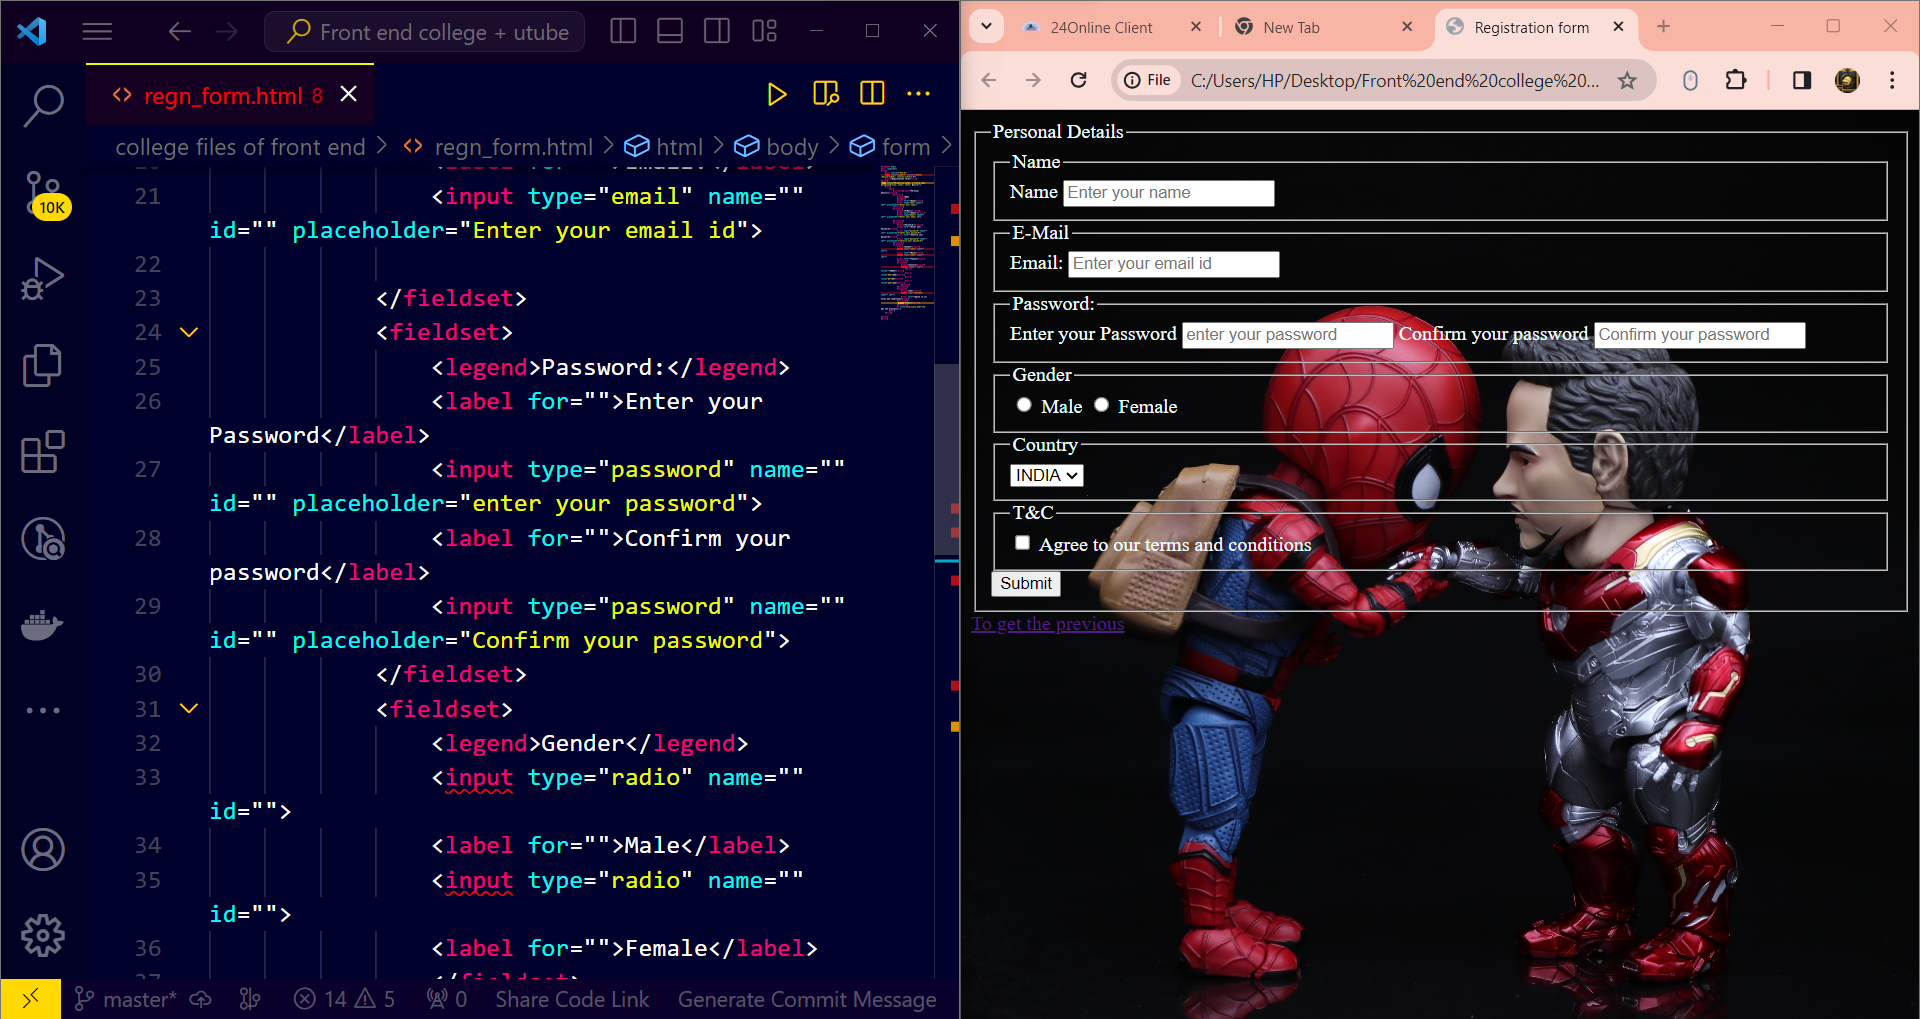 Front end college + utube
regn_form.html 8
college files of front end > regn_form.html > html > body > form >
21 <input type="email" name=""
id="" placeholder="Enter your email id">
22
23 </fieldset>
24 <fieldset>
25 <legend>Password:</legend>
26 <label for="">Enter your
Password</label>
27 <input type="password" name=""
id="" placeholder="enter your password">
28 <label for="">Confirm your
password</label>
29 <input type="password" name=""
id="" placeholder="Confirm your password">
30 </fieldset>
31 <fieldset>
32 <legend>Gender</legend>
33 <input type="radio" name=""
id="">
34 <label for="">Male</label>
35 <input type="radio" name=""
id="">
36 <label for="">Female</label>
10K
master* 14 5 0 Share Code Link Generate Commit Message
24Online Client
New Tab
Registration form
File C:/Users/HP/Desktop/Front%20end%20college%20...
Personal Details
Name
Name Enter your name
E-Mail
Email: Enter your email id
Password:
Enter your Password enter your password Confirm your password Confirm your password
Gender
Male Female
Country
INDIA
T&C
Agree to our terms and conditions
Submit
To get the previous